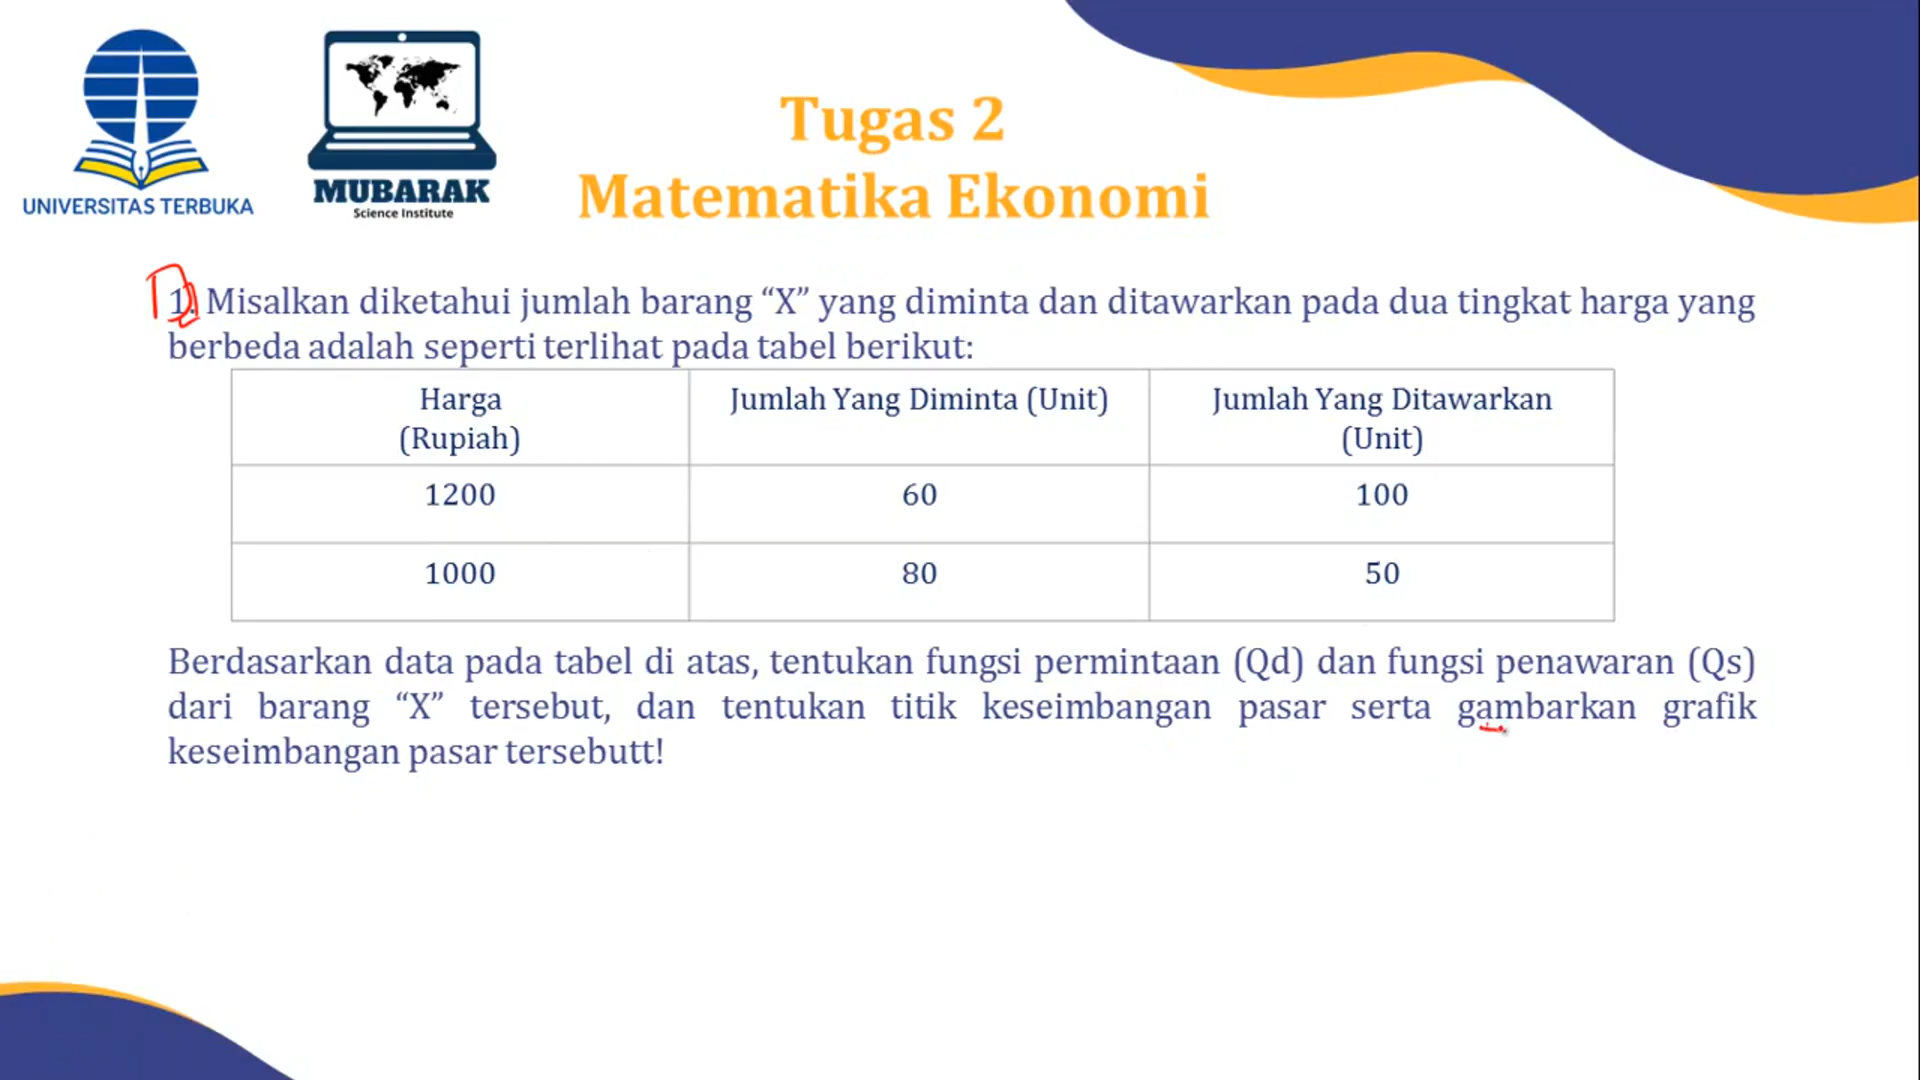 UNIVERSITAS TERBUKA
MUBARAK
Science Institute
Tugas 2
Matematika Ekonomi
1. Misalkan diketahui jumlah barang “X” yang diminta dan ditawarkan pada dua tingkat harga yang
berbeda adalah seperti terlihat pada tabel berikut:
Harga
(Rupiah)
Jumlah Yang Diminta (Unit)
Jumlah Yang Ditawarkan
(Unit)
1200
60
100
1000
80
50
Berdasarkan data pada tabel di atas, tentukan fungsi permintaan (Qd) dan fungsi penawaran (Qs)
dari barang “X” tersebut, dan tentukan titik keseimbangan pasar serta gambarkan grafik
keseimbangan pasar tersebutt!